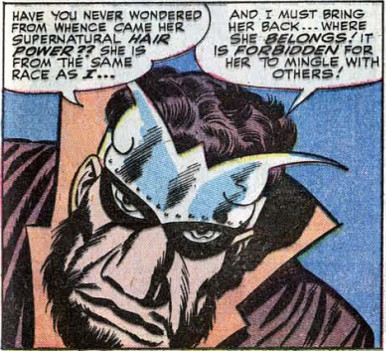 HAVE YOU NEVER WONDERED
FROM WHENCE CAME HER
SUPERNATURAL HAIR
POWER?? SHE IS
FROM THE SAME
RACE AS I...
AND I MUST BRING
HER BACK... WHERE
SHE BELONGS! IT
IS FORBIDDEN FOR
HER TO MINGLE WITH
OTHERS!